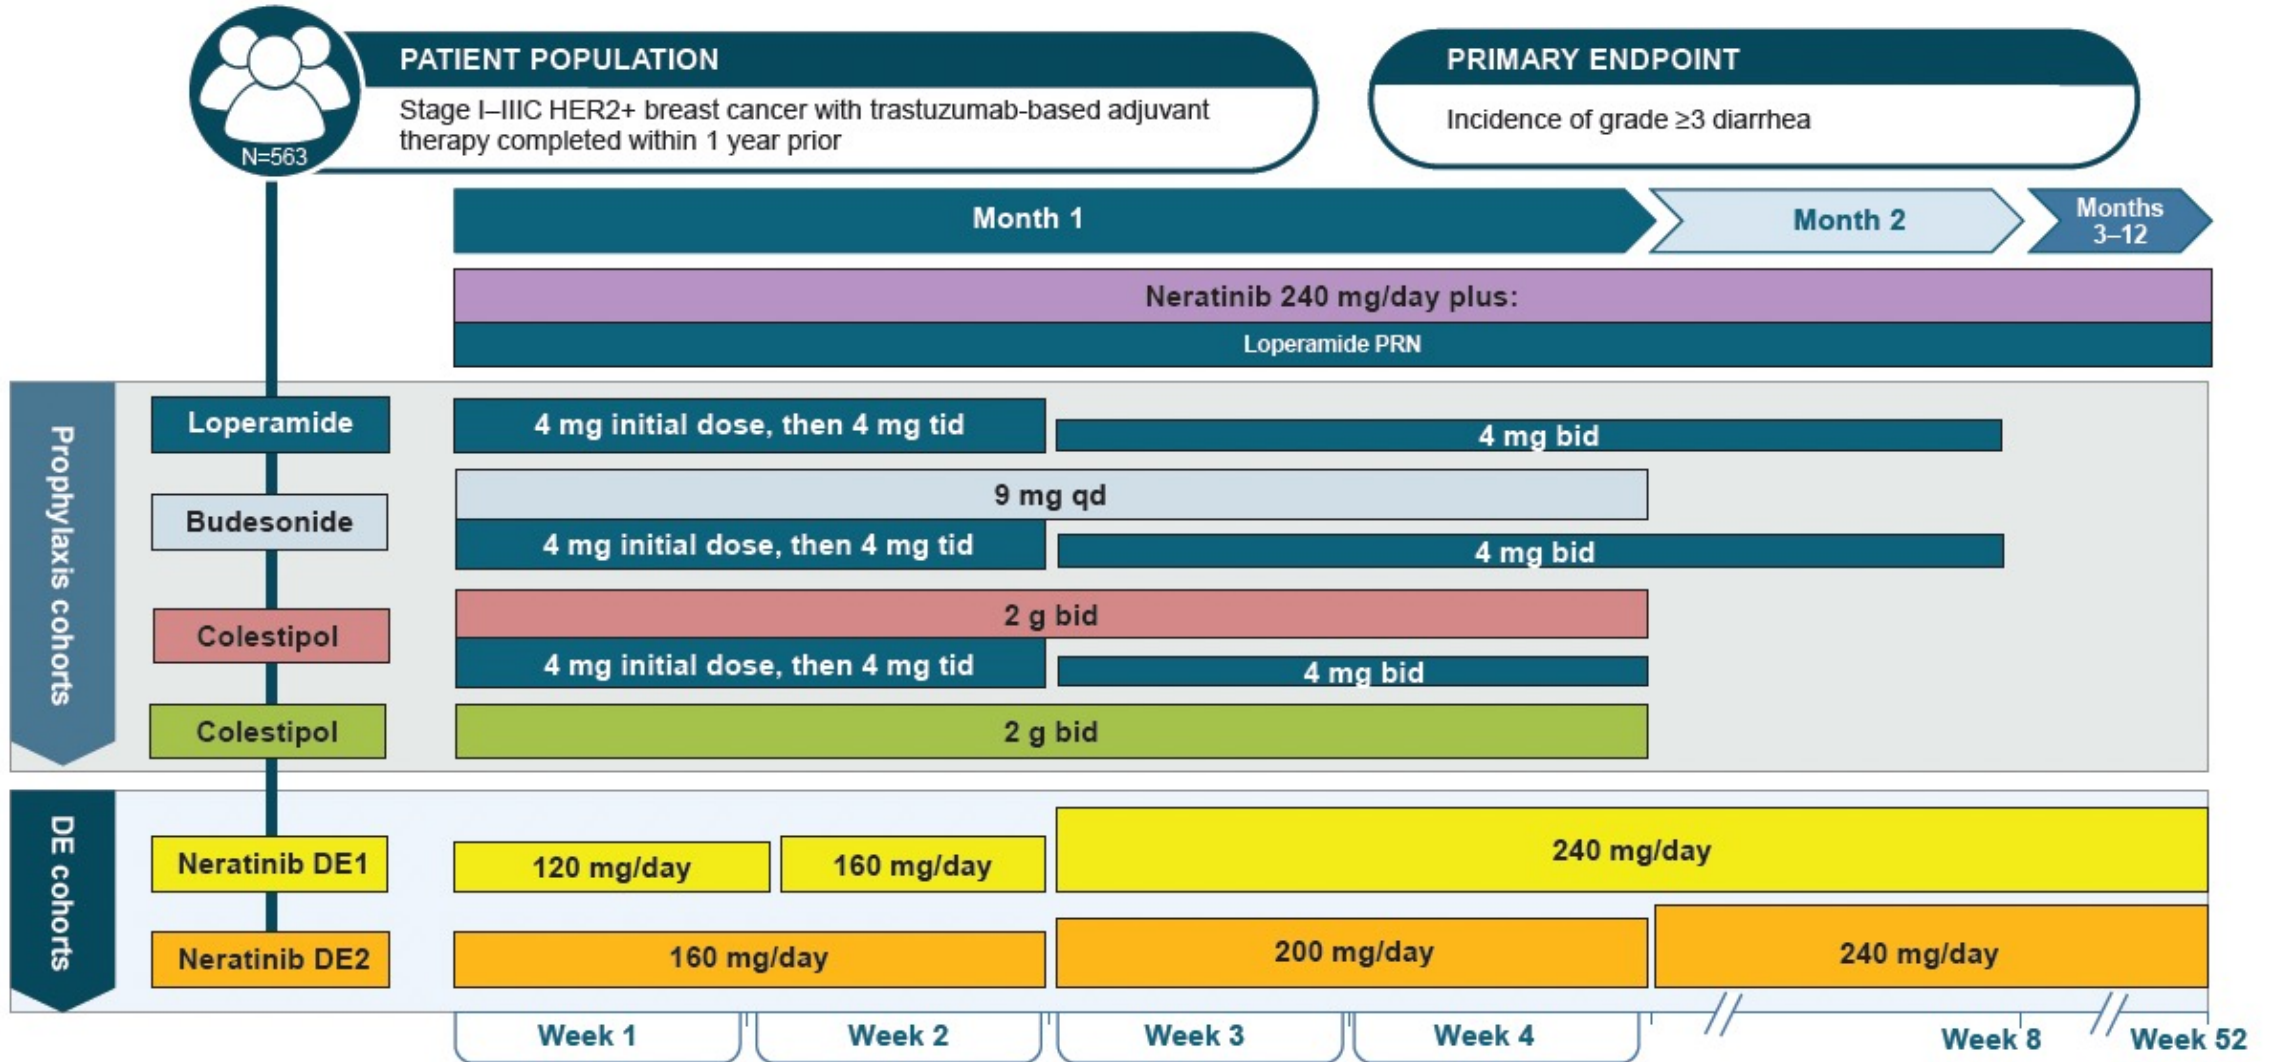 PATIENT POPULATION
Stage I–IIIC HER2+ breast cancer with trastuzumab-based adjuvant
therapy completed within 1 year prior
N=563
PRIMARY ENDPOINT
Incidence of grade ≥3 diarrhea
Month 1
Month 2
Months
3–12
Neratinib 240 mg/day plus:
Loperamide PRN
Prophylaxis cohorts
Loperamide
4 mg initial dose, then 4 mg tid
4 mg bid
Budesonide
9 mg qd
4 mg initial dose, then 4 mg tid
4 mg bid
Colestipol
2 g bid
4 mg initial dose, then 4 mg tid
4 mg bid
Colestipol
2 g bid
DE cohorts
Neratinib DE1
120 mg/day
160 mg/day
240 mg/day
Neratinib DE2
160 mg/day
200 mg/day
240 mg/day
Week 1
Week 2
Week 3
Week 4
Week 8
Week 52